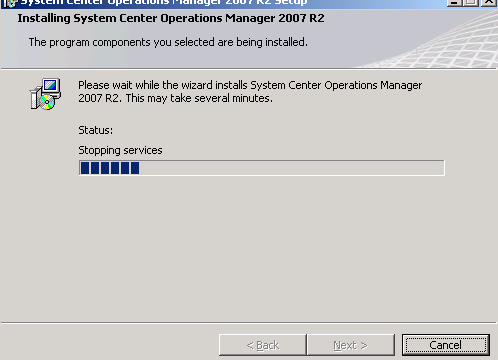 System Center Operations Manager 2007 R2 Setup
Installing System Center Operations Manager 2007 R2
The program components you selected are being installed.
Please wait while the wizard installs System Center Operations Manager
2007 R2. This may take several minutes.
Status:
Stopping services
< Back Next > Cancel